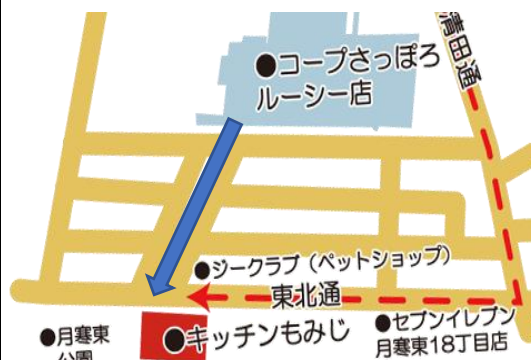 清田通
●コープさっぽろ
ルーシー店
●ジークラブ（ペットショップ）
東北通
●キッチンもみじ
●セブンイレブン
月寒東18丁目店
●月寒東
公園